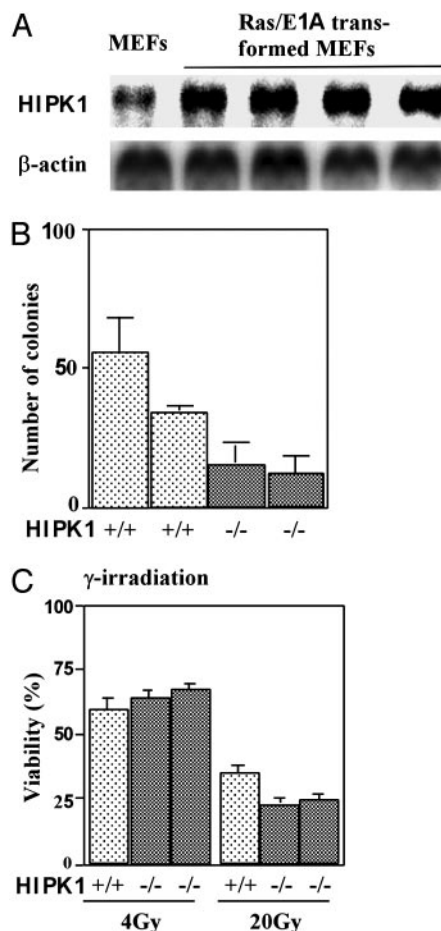 A
MEFs
Ras/E1A trans-
formed MEFs
HIPK1
β-actin
B
Number of colonies
100
50
0
HIPK1 +/+ +/+ -/- -/-
C
γ-irradiation
Viability (%)
100
75
50
25
0
HIPK1 +/+ -/- -/- +/+ -/- -/-
4Gy 20Gy